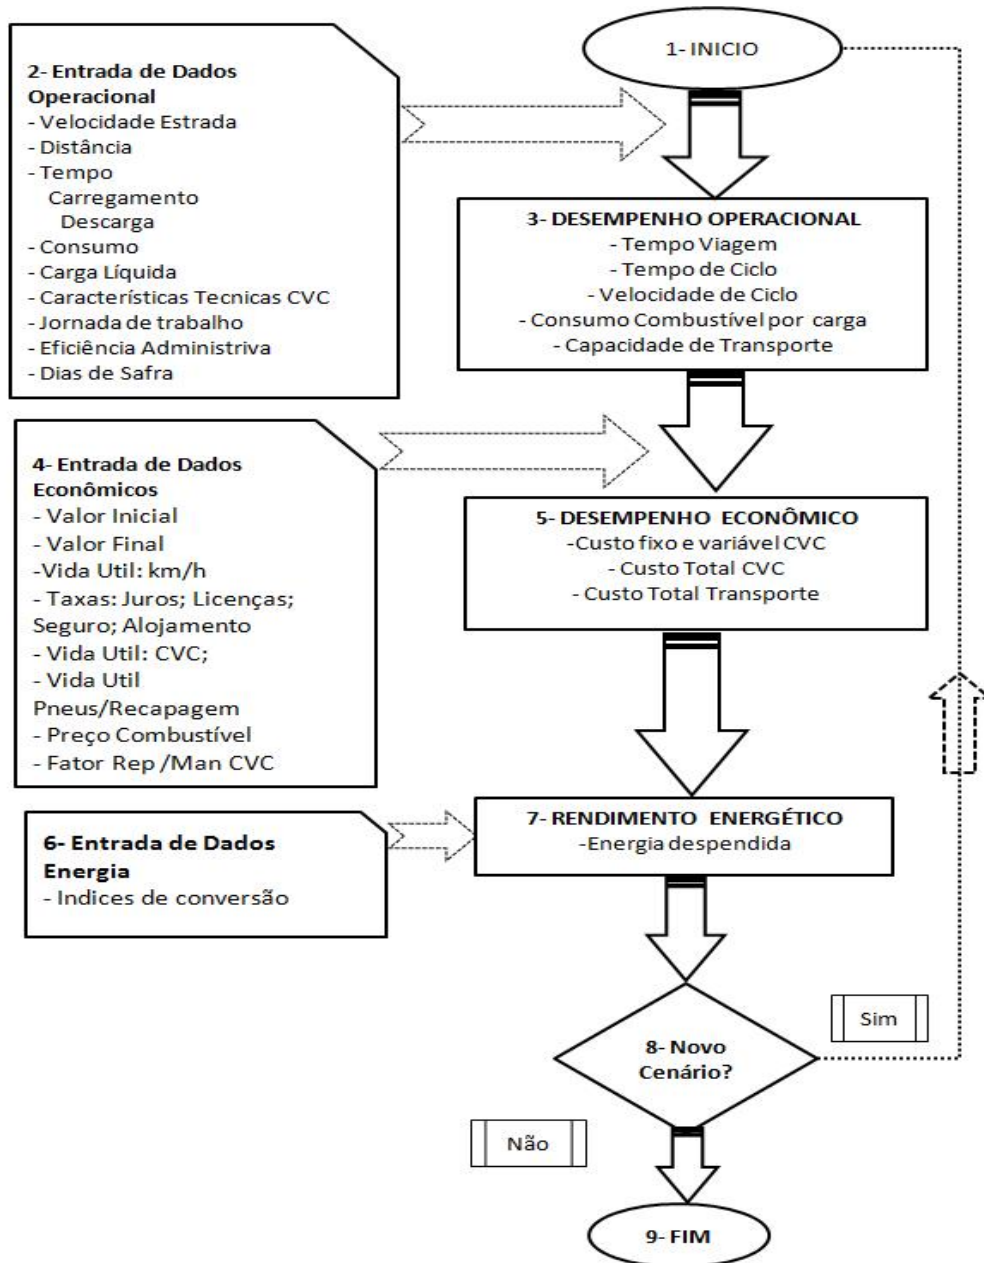 1- INICIO
2- Entrada de Dados
Operacional
- Velocidade Estrada
- Distância
- Tempo
Carregamento
Descarga
- Consumo
- Carga Líquida
- Características Tecnicas CVC
- Jornada de trabalho
- Eficiência Administriva
- Dias de Safra
3- DESEMPENHO OPERACIONAL
- Tempo Viagem
- Tempo de Ciclo
- Velocidade de Ciclo
- Consumo Combustível por carga
- Capacidade de Transporte
4- Entrada de Dados
Econômicos
- Valor Inicial
- Valor Final
-Vida Util: km/h
- Taxas: Juros; Licenças;
Seguro; Alojamento
- Vida Util: CVC;
- Vida Util
Pneus/Recapagem
- Preço Combustível
- Fator Rep /Man CVC
5- DESEMPENHO ECONÔMICO
-Custo fixo e variável CVC
- Custo Total CVC
- Custo Total Transporte
6- Entrada de Dados
Energia
- Indices de conversão
7- RENDIMENTO ENERGÉTICO
-Energia despendida
8- Novo
Cenário?
Sim
Não
9- FIM